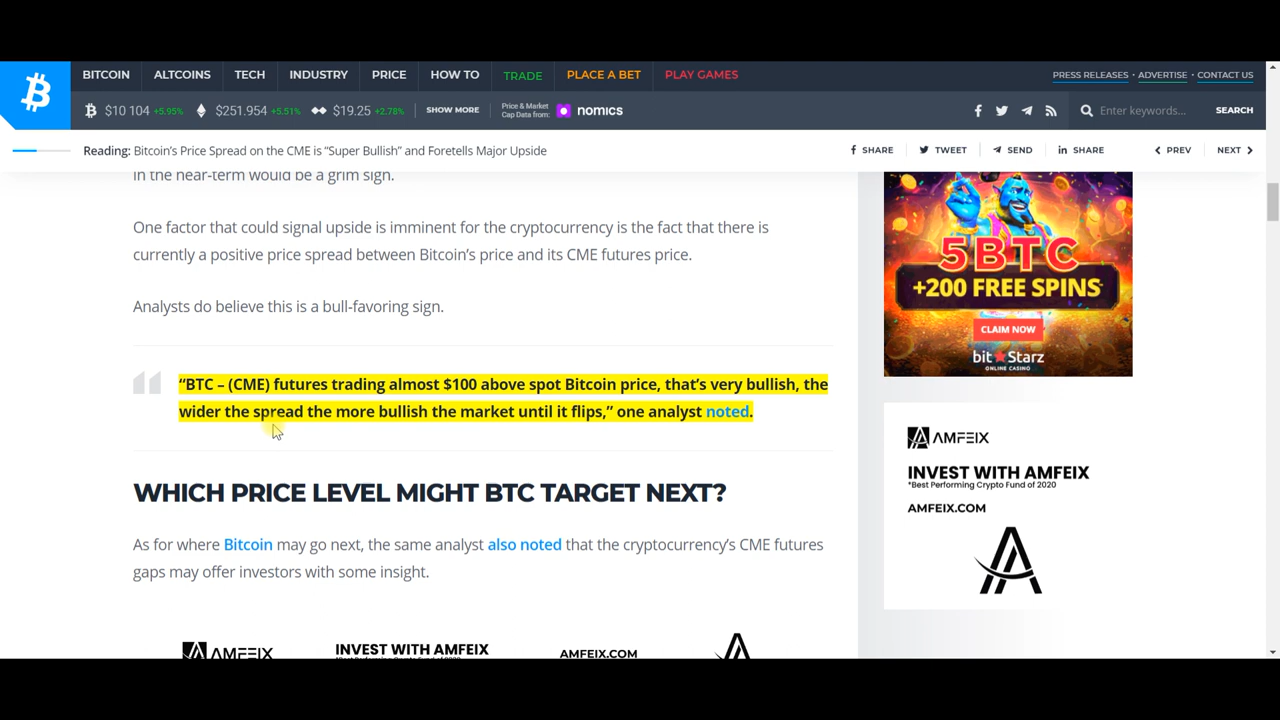 BITCOIN ALTCOINS TECH INDUSTRY PRICE HOW TO TRADE PLACE A BET PLAY GAMES PRESS RELEASES • ADVERTISE • CONTACT US
$10 104 +5.95% $251.954 +5.51% $19.25 +2.78% SHOW MORE Price & Market Cap Data from: nomics Enter keywords... SEARCH
Reading: Bitcoin's Price Spread on the CME is "Super Bullish" and Foretells Major Upside SHARE TWEET SEND SHARE PREV NEXT
in the near-term would be a grim sign.
One factor that could signal upside is imminent for the cryptocurrency is the fact that there is
currently a positive price spread between Bitcoin's price and its CME futures price.
Analysts do believe this is a bull-favoring sign.
"BTC – (CME) futures trading almost $100 above spot Bitcoin price, that's very bullish, the
wider the spread the more bullish the market until it flips," one analyst noted.
WHICH PRICE LEVEL MIGHT BTC TARGET NEXT?
As for where Bitcoin may go next, the same analyst also noted that the cryptocurrency's CME futures
gaps may offer investors with some insight.
AMFEIX INVEST WITH AMFEIX AMFEIX.COM
5 BTC
+200 FREE SPINS
CLAIM NOW
bitStarz
ONLINE CASINO
AMFEIX
INVEST WITH AMFEIX
*Best Performing Crypto Fund of 2020
AMFEIX.COM